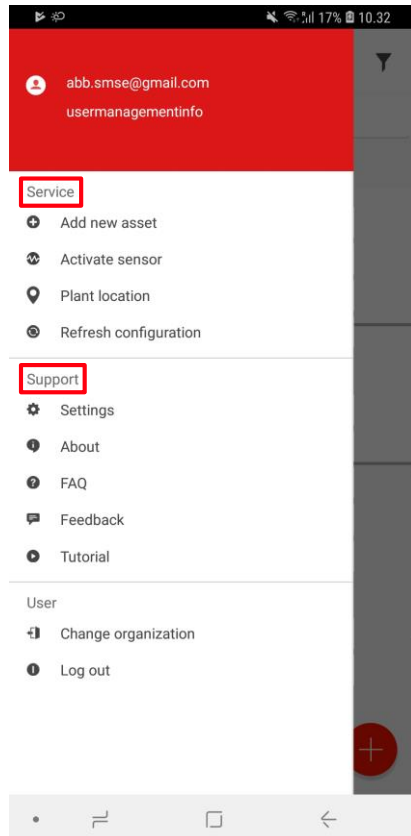 17% 10.32
abb.smse@gmail.com
usermanagementinfo
Service
Add new asset
Activate sensor
Plant location
Refresh configuration
Support
Settings
About
FAQ
Feedback
Tutorial
User
Change organization
Log out